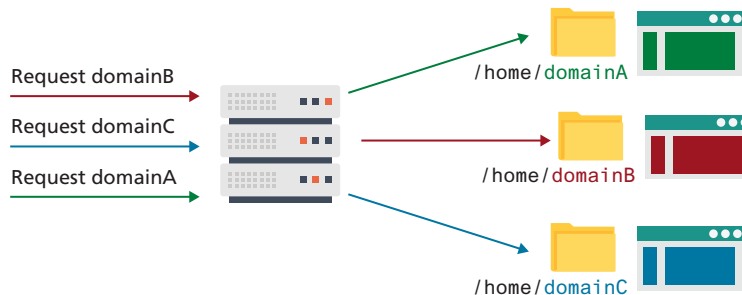 Request domainB
Request domainC
Request domainA
/home/domainA
/home/domainB
/home/domainC